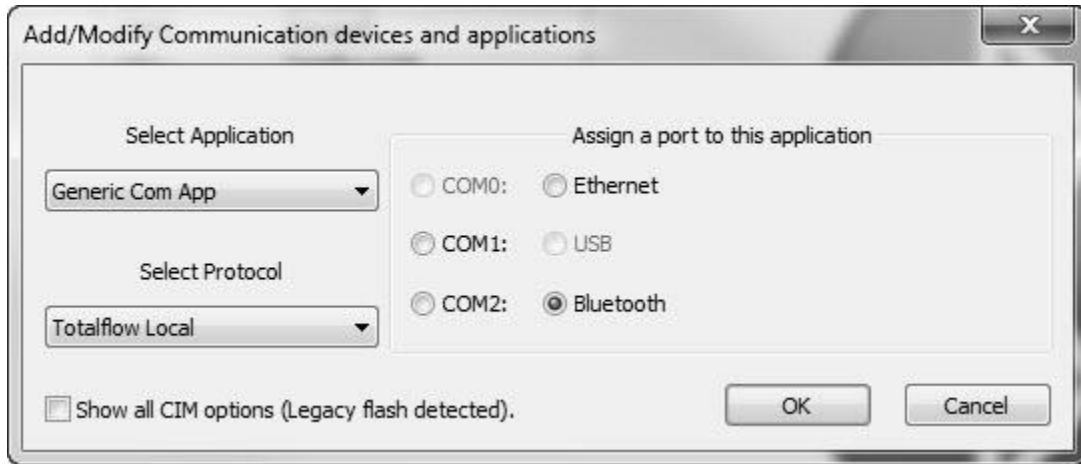 Add/Modify Communication devices and applications
Select Application
Generic Com App
Select Protocol
Totalflow Local
Assign a port to this application
COM0: Ethernet
COM1: USB
COM2: Bluetooth
Show all CIM options (Legacy flash detected).
OK Cancel